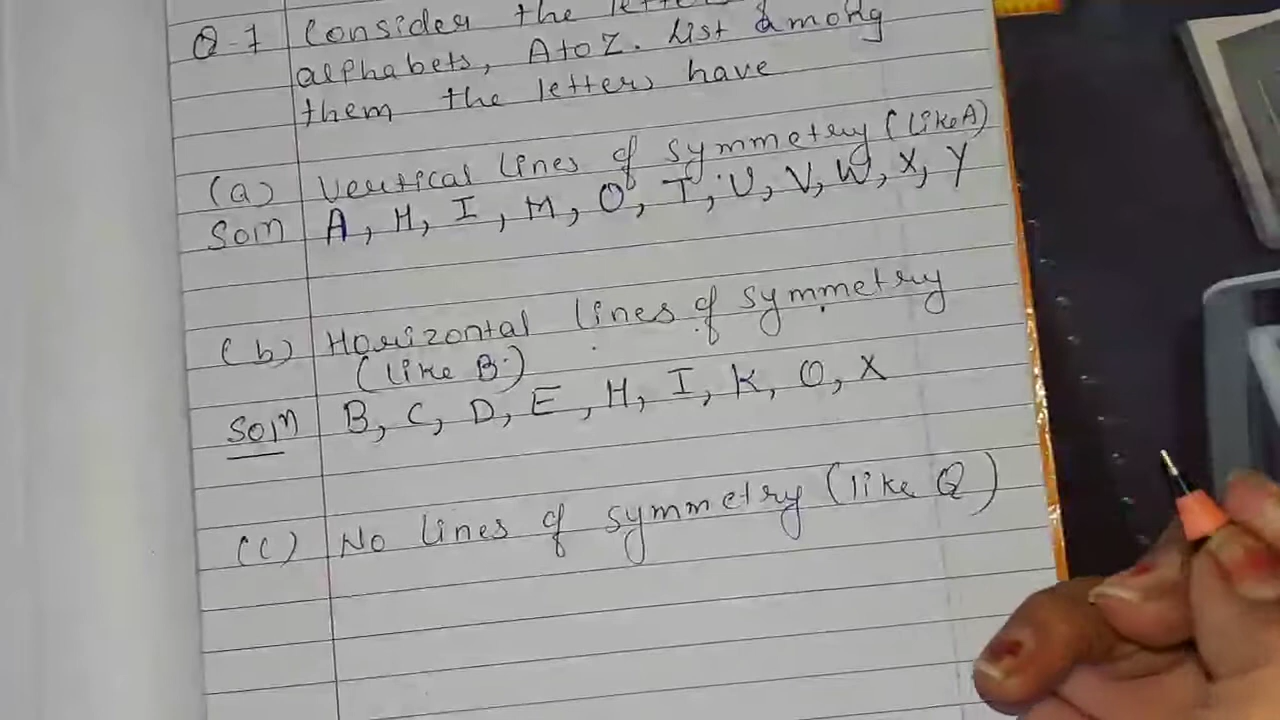 Q-1 Consider the
alphabets, A to Z. List among
them the letters have
(a) Vertical lines of symmetry (like A)
Soln A, H, I, M, O, T, U, V, W, X, Y
(b) Horizontal lines of symmetry
(like B.)
Soln B, C, D, E, H, I, K, O, X
(c) No lines of symmetry (like Q)